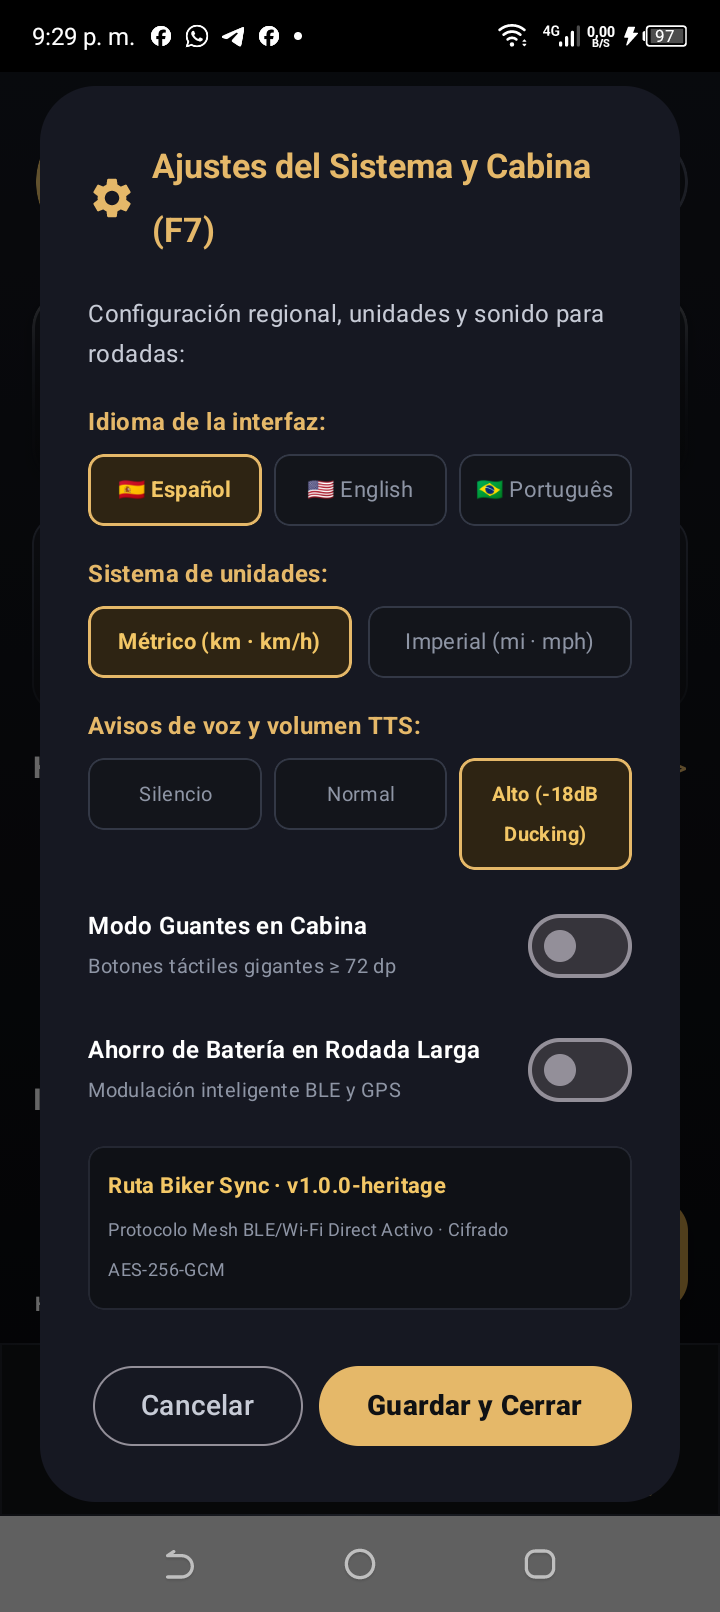 9:29 p. m.
4G 0,00 B/S 97
Ajustes del Sistema y Cabina
(F7)
Configuración regional, unidades y sonido para
rodadas:
Idioma de la interfaz:
Español English Português
Sistema de unidades:
Métrico (km · km/h) Imperial (mi · mph)
Avisos de voz y volumen TTS:
Silencio Normal Alto (-18dB
Ducking)
Modo Guantes en Cabina
Botones táctiles gigantes ≥ 72 dp
Ahorro de Batería en Rodada Larga
Modulación inteligente BLE y GPS
Ruta Biker Sync · v1.0.0-heritage
Protocolo Mesh BLE/Wi-Fi Direct Activo · Cifrado
AES-256-GCM
Cancelar Guardar y Cerrar